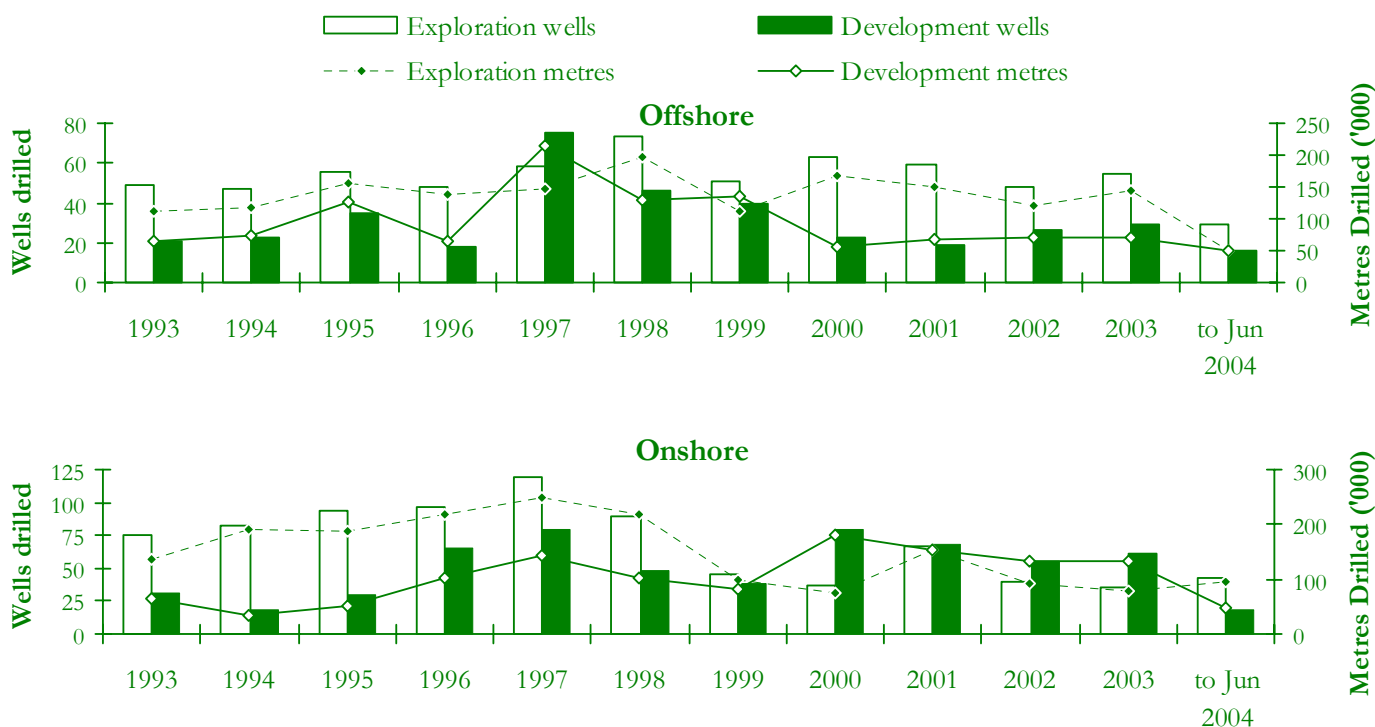 Exploration wells Development wells
Exploration metres Development metres
Offshore
Wells drilled
Metres Drilled ('000)
80 250
60 200
150
40
100
20
50
0 0
1993 1994 1995 1996 1997 1998 1999 2000 2001 2002 2003 to Jun
2004
Onshore
Wells drilled
Metres Drilled ('000)
125 300
100
200
75
50
100
25
0 0
1993 1994 1995 1996 1997 1998 1999 2000 2001 2002 2003 to Jun
2004